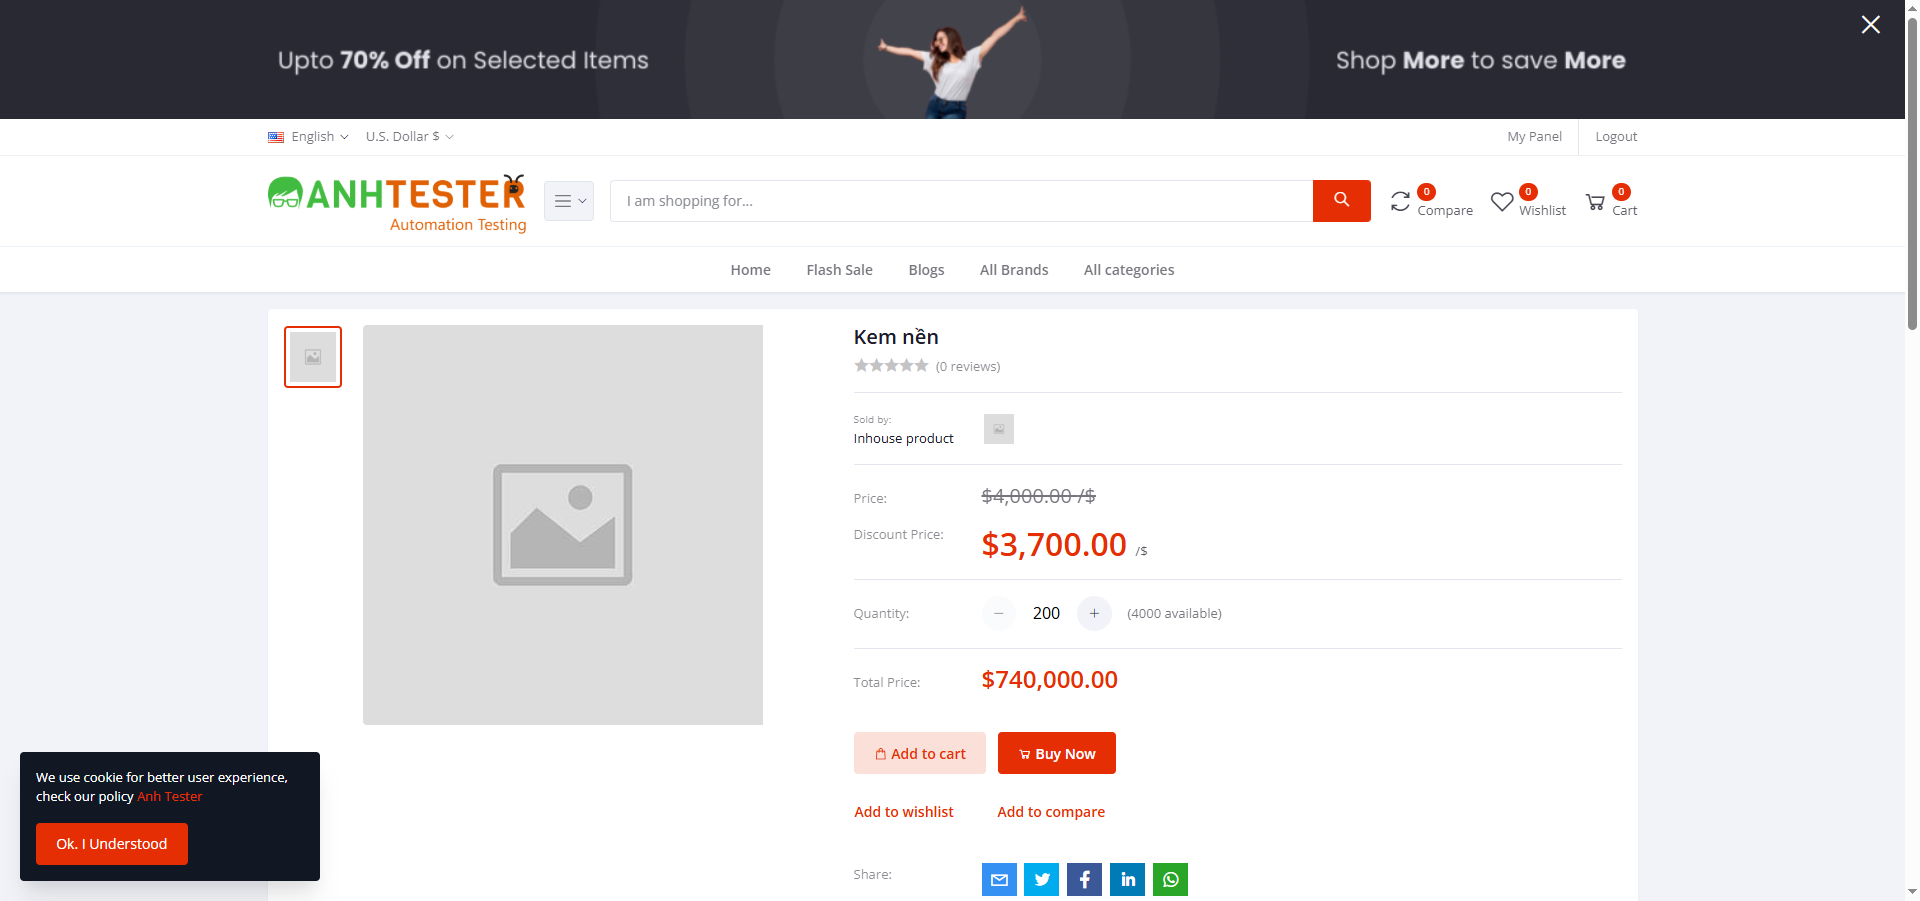 Upto 70% Off on Selected Items
Shop More to save More
English
U.S. Dollar $
My Panel
Logout
ANHTESTER
Automation Testing
I am shopping for...
0
Compare
0
Wishlist
0
Cart
Home
Flash Sale
Blogs
All Brands
All categories
Kem nền
(0 reviews)
Sold by:
Inhouse product
Price:
$4,000.00 /$
Discount Price:
$3,700.00 /$
Quantity:
− 200 + (4000 available)
Total Price:
$740,000.00
Add to cart
Buy Now
Add to wishlist
Add to compare
Share:
We use cookie for better user experience,
check our policy Anh Tester
Ok. I Understood